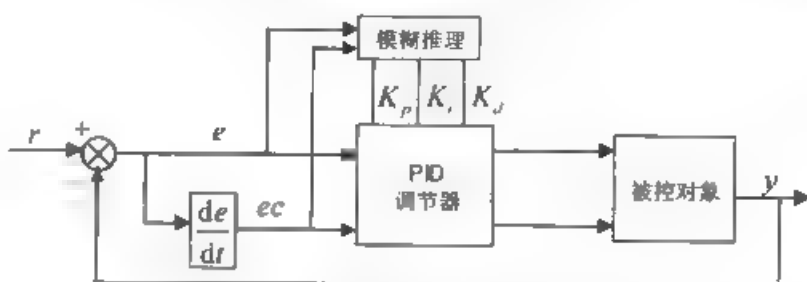 模糊推理
K_p K_i K_d
r + e
PID
调节器
被控对象
y
de/dt
ec